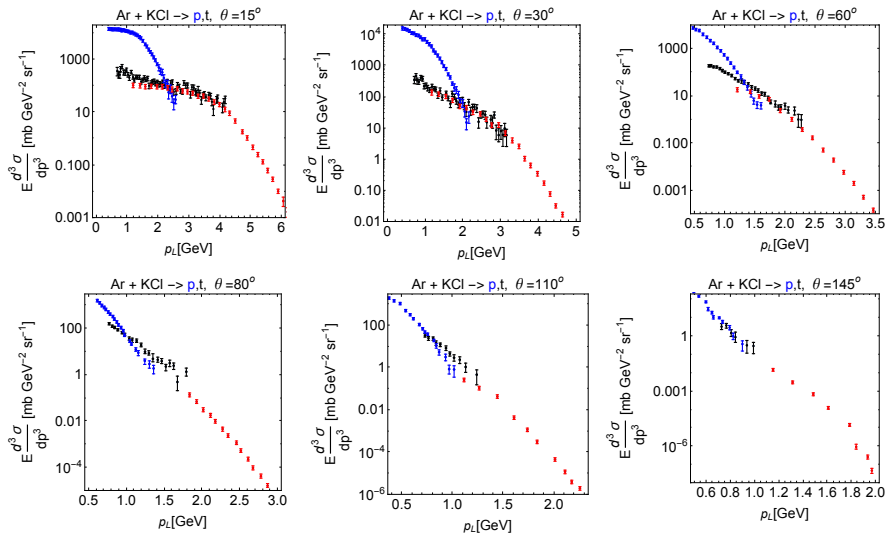 Ar + KCl -> p,t, θ =15°
Ar + KCl -> p,t, θ =30°
Ar + KCl -> p,t, θ =60°
E d³σ/dp³ [mb GeV⁻² sr⁻¹]
1000
10
0.100
0.001
0 1 2 3 4 5 6
p_L[GeV]
E d³σ/dp³ [mb GeV⁻² sr⁻¹]
10⁴
1000
100
10
1
0.10
0.01
0 1 2 3 4 5
p_L[GeV]
E d³σ/dp³ [mb GeV⁻² sr⁻¹]
1000
10
0.100
0.001
0.5 1.0 1.5 2.0 2.5 3.0 3.5
p_L[GeV]
Ar + KCl -> p,t, θ =80°
Ar + KCl -> p,t, θ =110°
Ar + KCl -> p,t, θ =145°
E d³σ/dp³ [mb GeV⁻² sr⁻¹]
100
1
0.01
10⁻⁴
0.5 1.0 1.5 2.0 2.5 3.0
p_L[GeV]
E d³σ/dp³ [mb GeV⁻² sr⁻¹]
100
1
0.01
10⁻⁴
10⁻⁶
0.5 1.0 1.5 2.0
p_L[GeV]
E d³σ/dp³ [mb GeV⁻² sr⁻¹]
1
0.001
10⁻⁶
0.6 0.8 1.0 1.2 1.4 1.6 1.8 2.0
p_L[GeV]